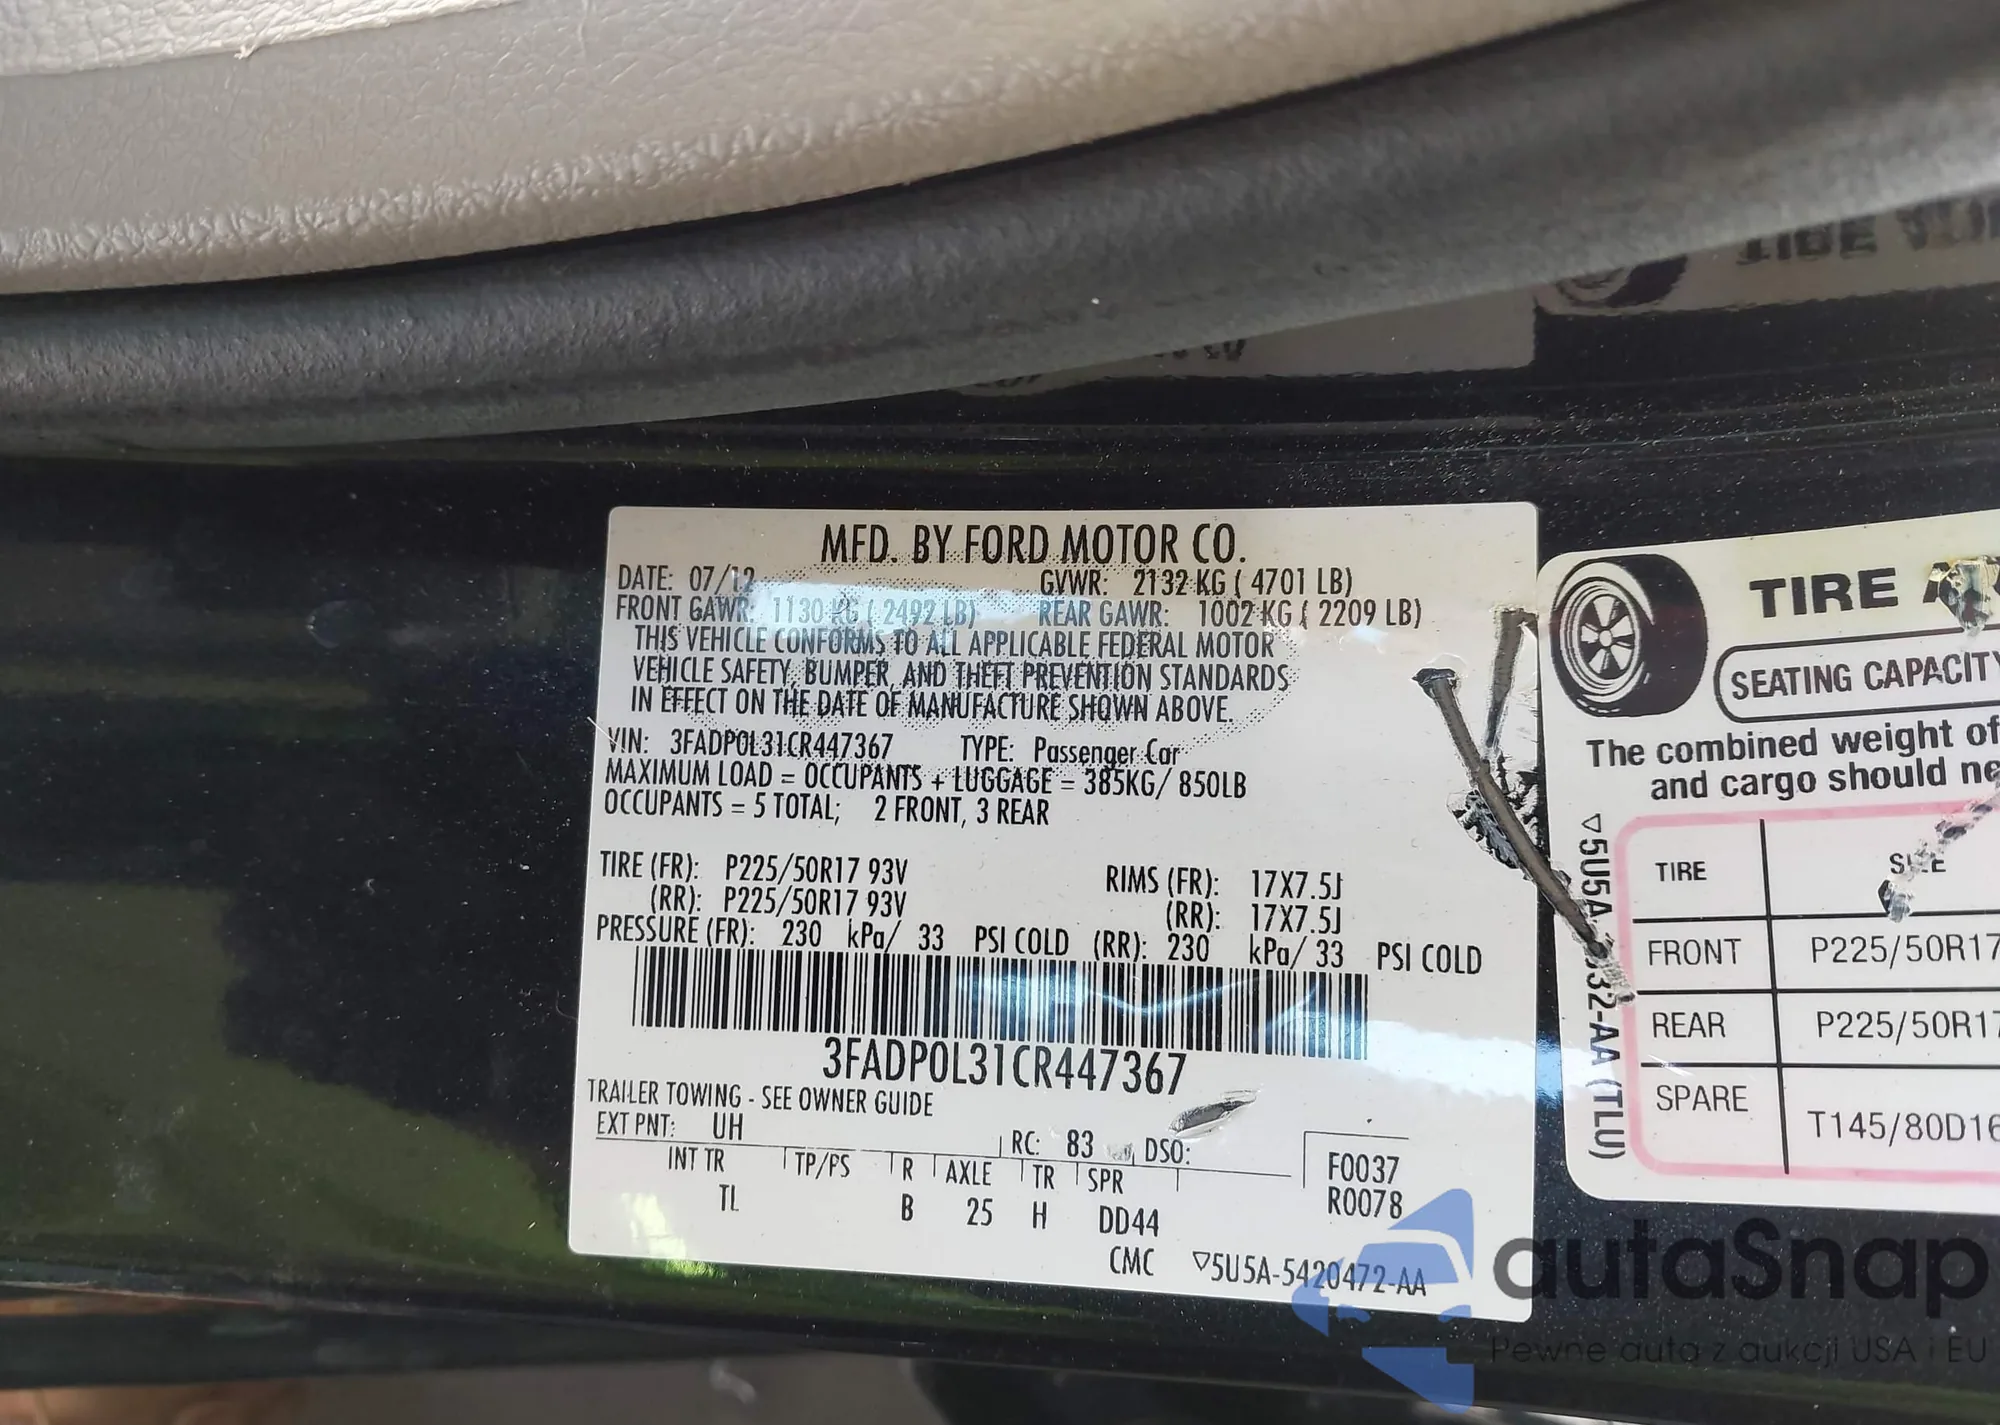 MFD. BY FORD MOTOR CO.
DATE: 07/12 GVWR: 2132 KG ( 4701 LB)
FRONT GAWR: 1130 KG ( 2492 LB) REAR GAWR: 1002 KG ( 2209 LB)
THIS VEHICLE CONFORMS TO ALL APPLICABLE FEDERAL MOTOR
VEHICLE SAFETY, BUMPER, AND THEFT PREVENTION STANDARDS
IN EFFECT ON THE DATE OF MANUFACTURE SHOWN ABOVE.
VIN: 3FADP0L31CR447367 TYPE: Passenger Car
MAXIMUM LOAD = OCCUPANTS + LUGGAGE = 385KG/ 850LB
OCCUPANTS = 5 TOTAL; 2 FRONT, 3 REAR
TIRE (FR): P225/50R17 93V RIMS (FR): 17X7.5J
(RR): P225/50R17 93V (RR): 17X7.5J
PRESSURE (FR): 230 kPa/ 33 PSI COLD (RR): 230 kPa/ 33 PSI COLD
3FADP0L31CR447367
TRAILER TOWING - SEE OWNER GUIDE
EXT PNT: UH RC: 83 DSO:
INT TR TP/PS R AXLE TR SPR F0037
TL B 25 H DD44 R0078
CMC ▽5U5A-5420472-AA
TIRE
SEATING CAPACITY
The combined weight of
and cargo should
TIRE SIZE
FRONT P225/50R17
REAR P225/50R17
SPARE T145/80D16
▽5U5A 32-AA (TLU)
autaSnap
Pewne auta z aukcji USA i EU